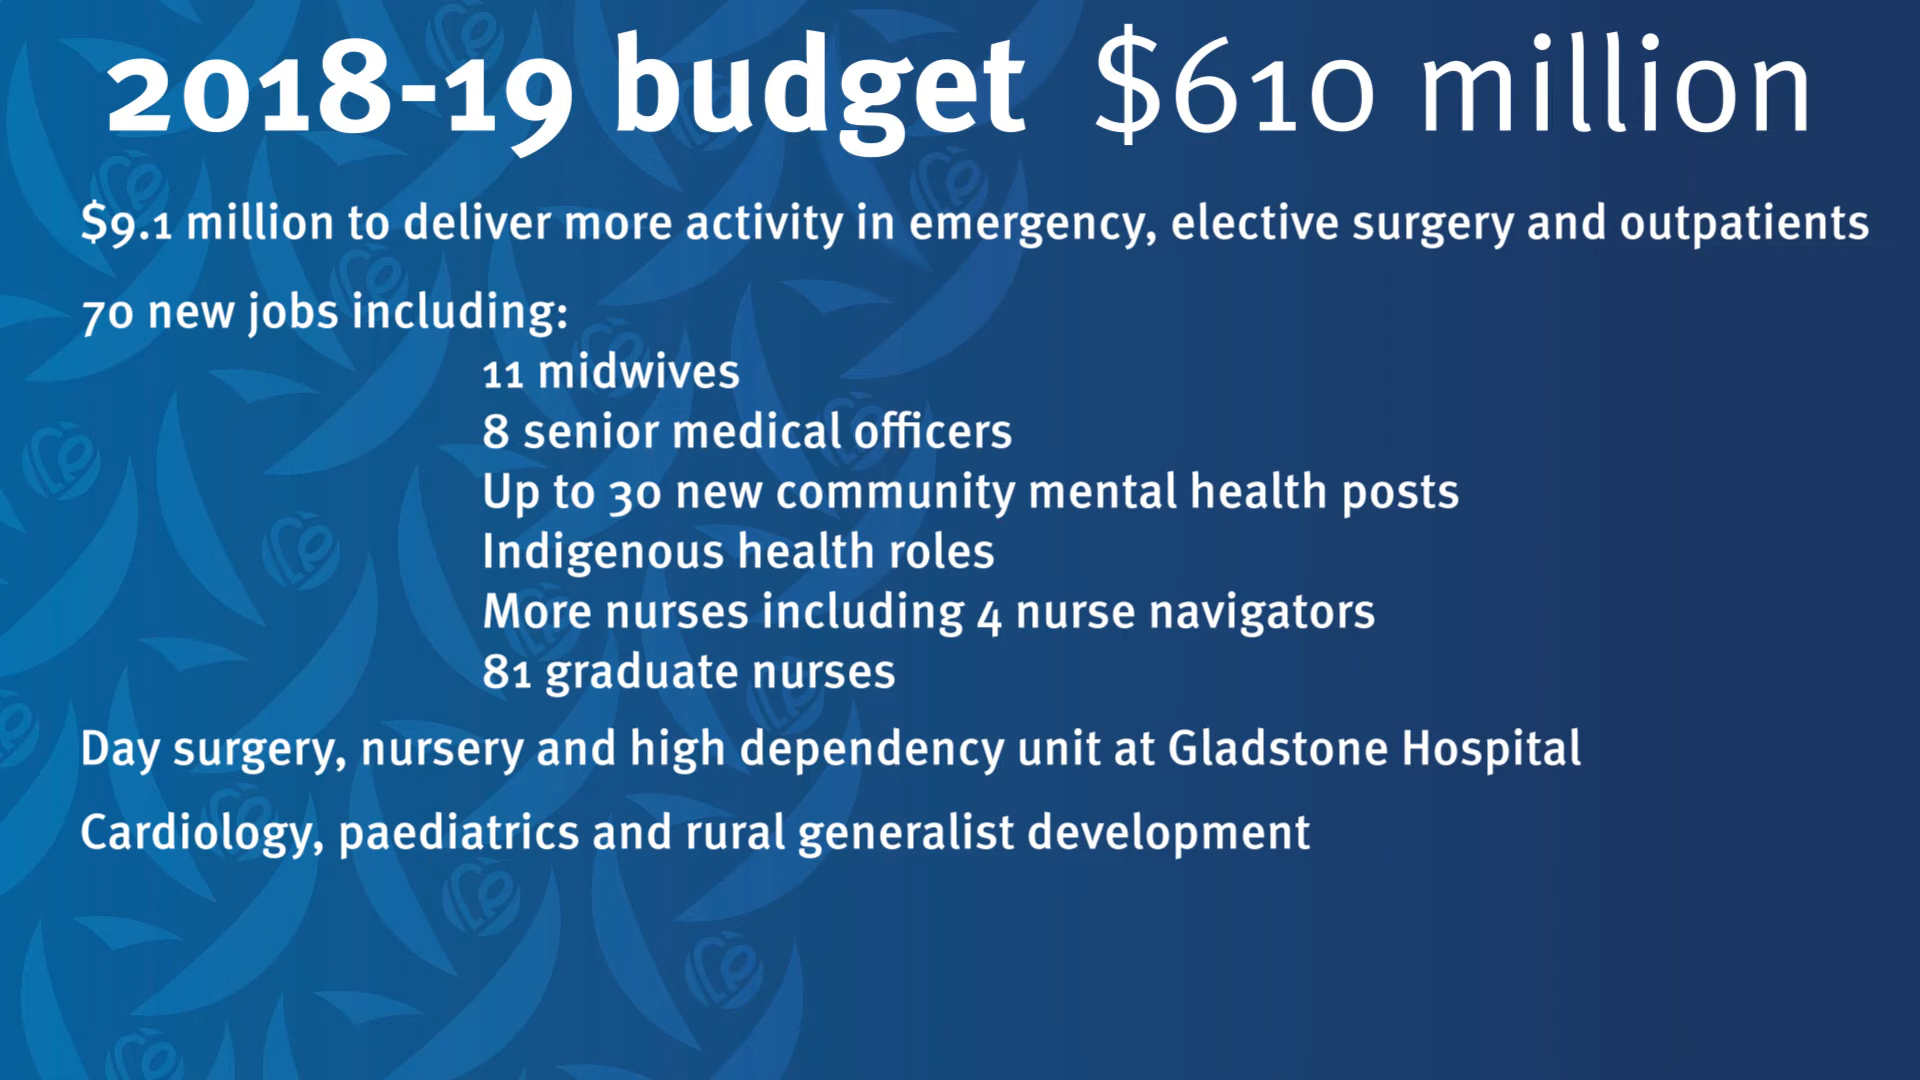 2018-19 budget $610 million
$9.1 million to deliver more activity in emergency, elective surgery and outpatients
70 new jobs including:
11 midwives
8 senior medical officers
Up to 30 new community mental health posts
Indigenous health roles
More nurses including 4 nurse navigators
81 graduate nurses
Day surgery, nursery and high dependency unit at Gladstone Hospital
Cardiology, paediatrics and rural generalist development